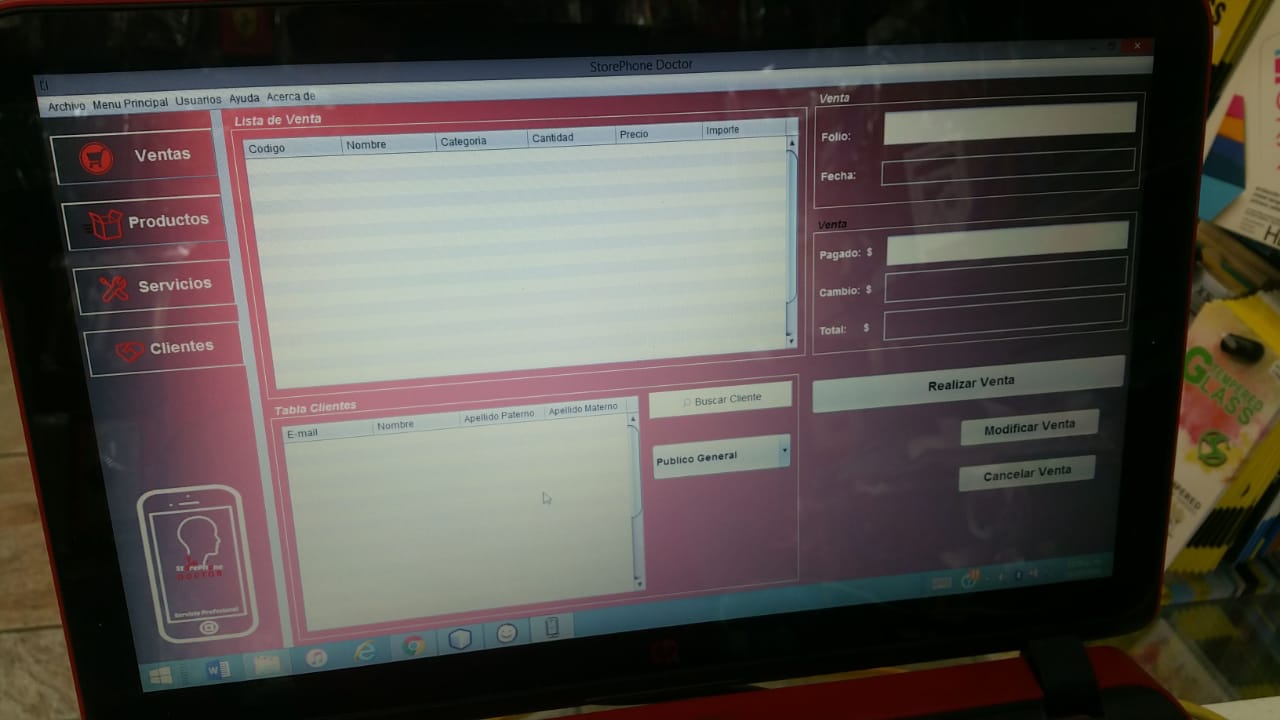 StorePhone Doctor
Archivo Menu Principal Usuarios Ayuda Acerca de
Ventas
Productos
Servicios
Clientes
StorePhone
DOCTOR
Servicio Profesional
Lista de Venta
Codigo Nombre Categoria Cantidad Precio Importe
Tabla Clientes
E-mail Nombre Apellido Paterno Apellido Materno
Buscar Cliente
Publico General
Venta
Folio:
Fecha:
Venta
Pagado: $
Cambio: $
Total: $
Realizar Venta
Modificar Venta
Cancelar Venta
TEMPERED
GLASS